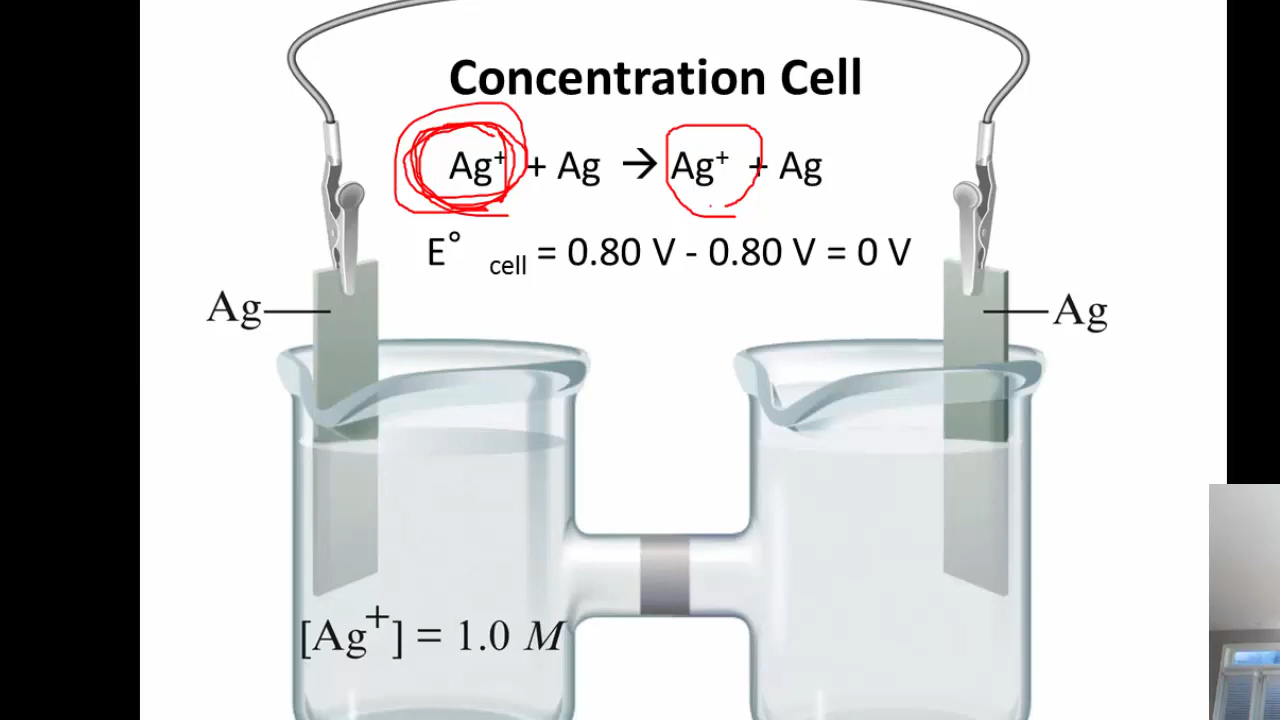 Concentration Cell
Ag⁺ + Ag → Ag⁺ + Ag
E° cell = 0.80 V - 0.80 V = 0 V
Ag
Ag
[Ag⁺] = 1.0 M